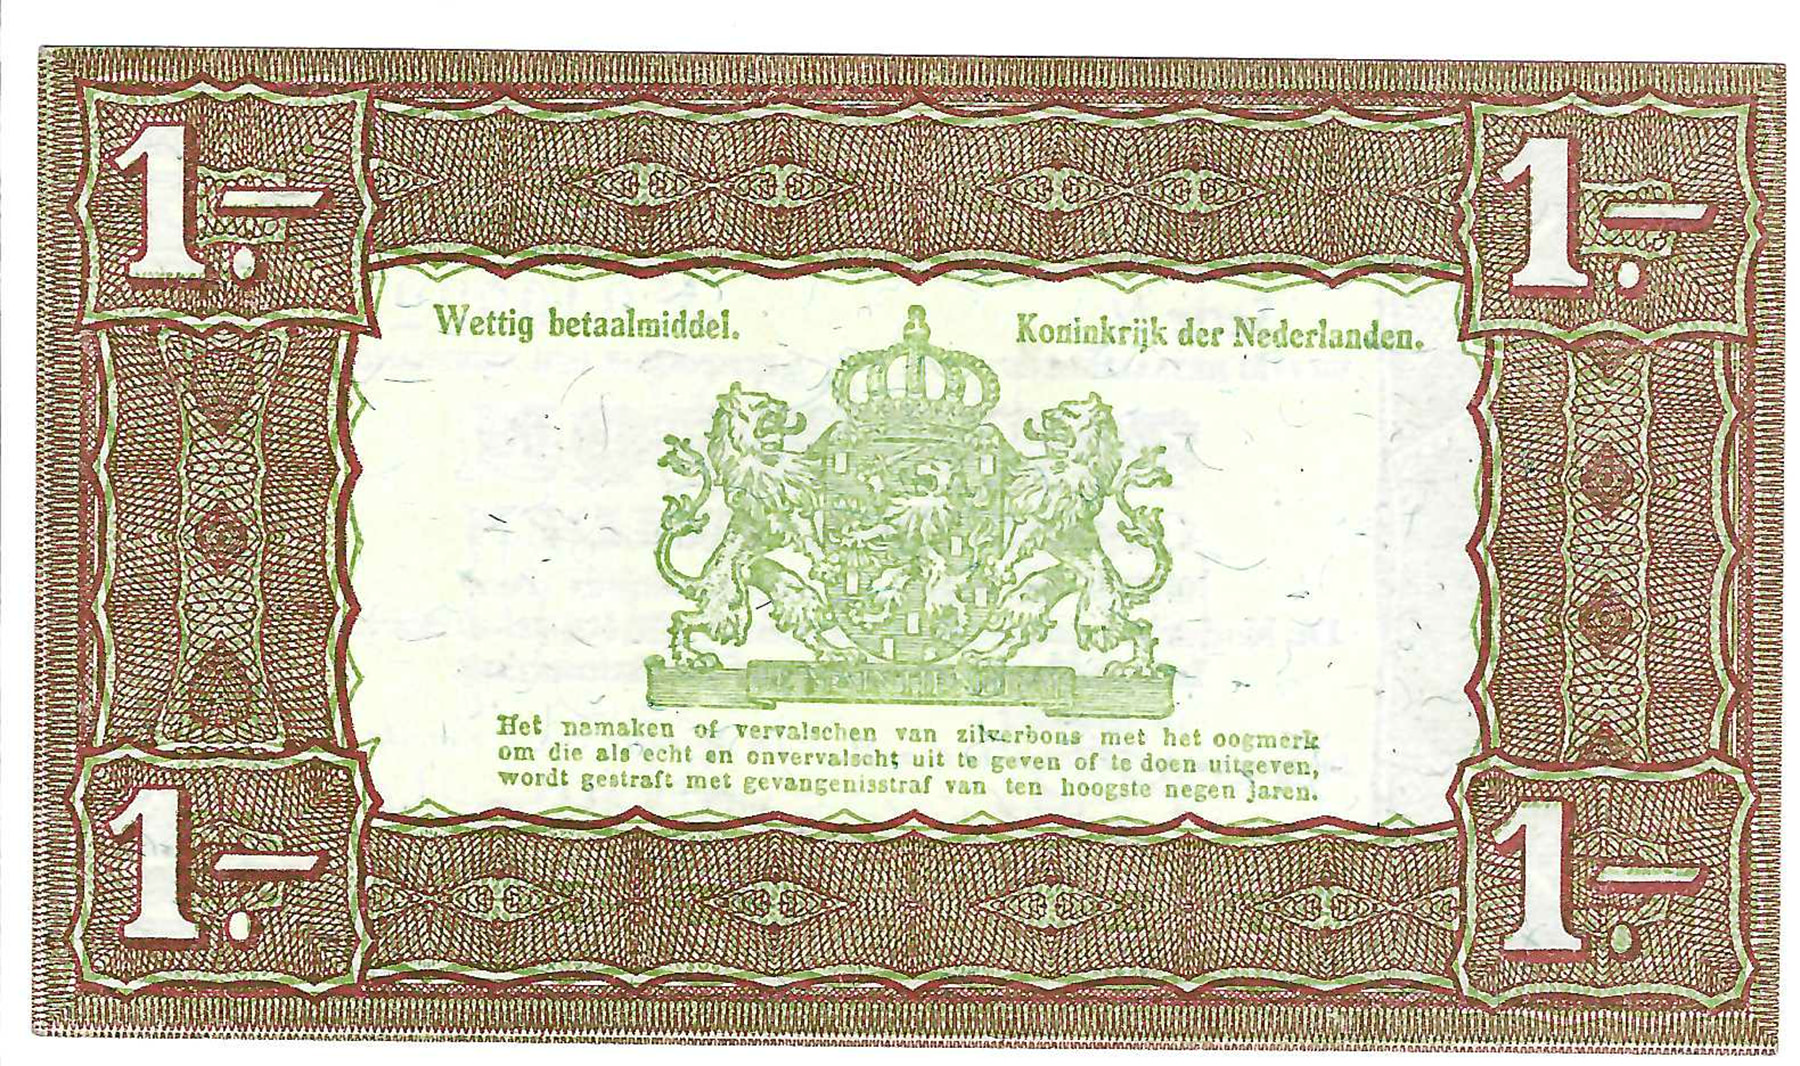 1.-
1.-
Wettig betaalmiddel.
Koninkrijk der Nederlanden.
Het namaken of vervalschen van zilverbons met het oogmerk
om die als echt en onvervalscht uit te geven of te doen uitgeven,
wordt gestraft met gevangenisstraf van ten hoogste negen jaren.
1.-
1.-